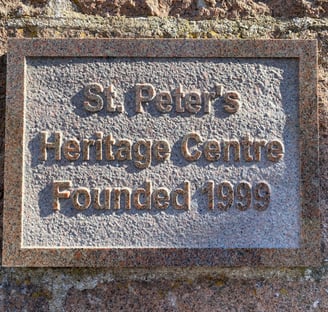 St. Peter's
Heritage Centre
Founded 1999